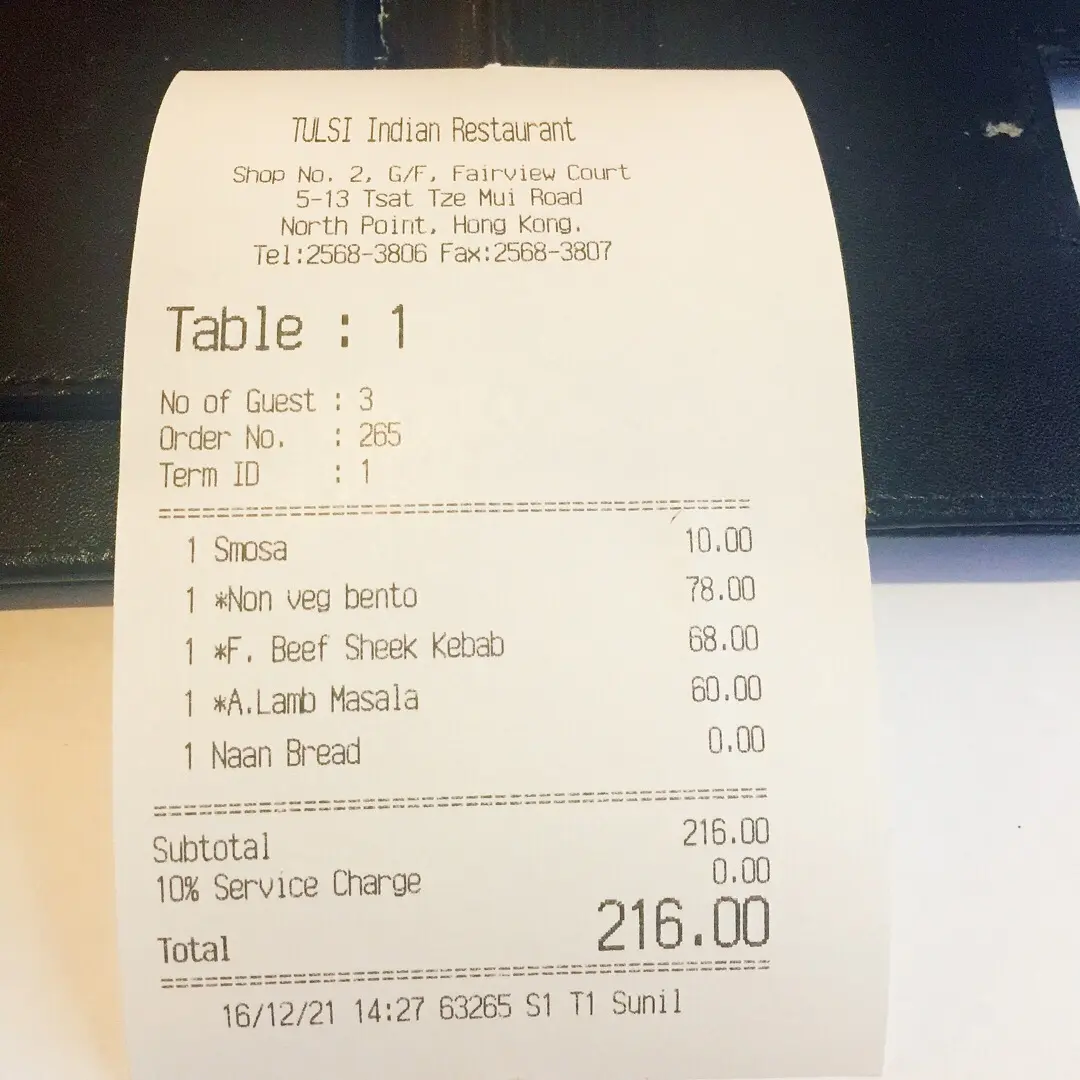 TULSI Indian Restaurant
Shop No. 2, G/F, Fairview Court
5-13 Tsat Tze Mui Road
North Point, Hong Kong.
Tel:2568-3806 Fax:2568-3807
Table : 1
No of Guest : 3
Order No. : 265
Term ID : 1
1 Smosa 10.00
1 *Non veg bento 78.00
1 *F. Beef Sheek Kebab 68.00
1 *A.Lamb Masala 60.00
1 Naan Bread 0.00
Subtotal 216.00
10% Service Charge 0.00
Total 216.00
16/12/21 14:27 63265 S1 T1 Sunil